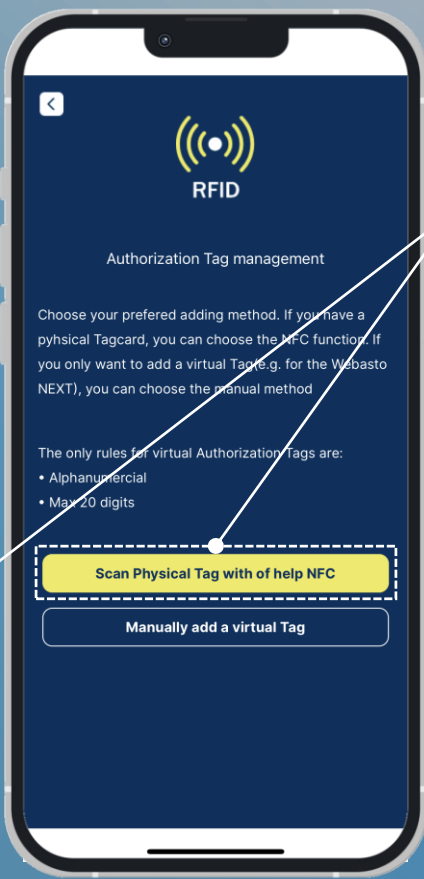 RFID
Authorization Tag management
Choose your prefered adding method. If you have a
pyhsical Tagcard, you can choose the NFC function. If
you only want to add a virtual Tag(e.g. for the Webasto
NEXT), you can choose the manual method
The only rules for virtual Authorization Tags are:
• Alphanumercial
• Max 20 digits
Scan Physical Tag with of help NFC
Manually add a virtual Tag